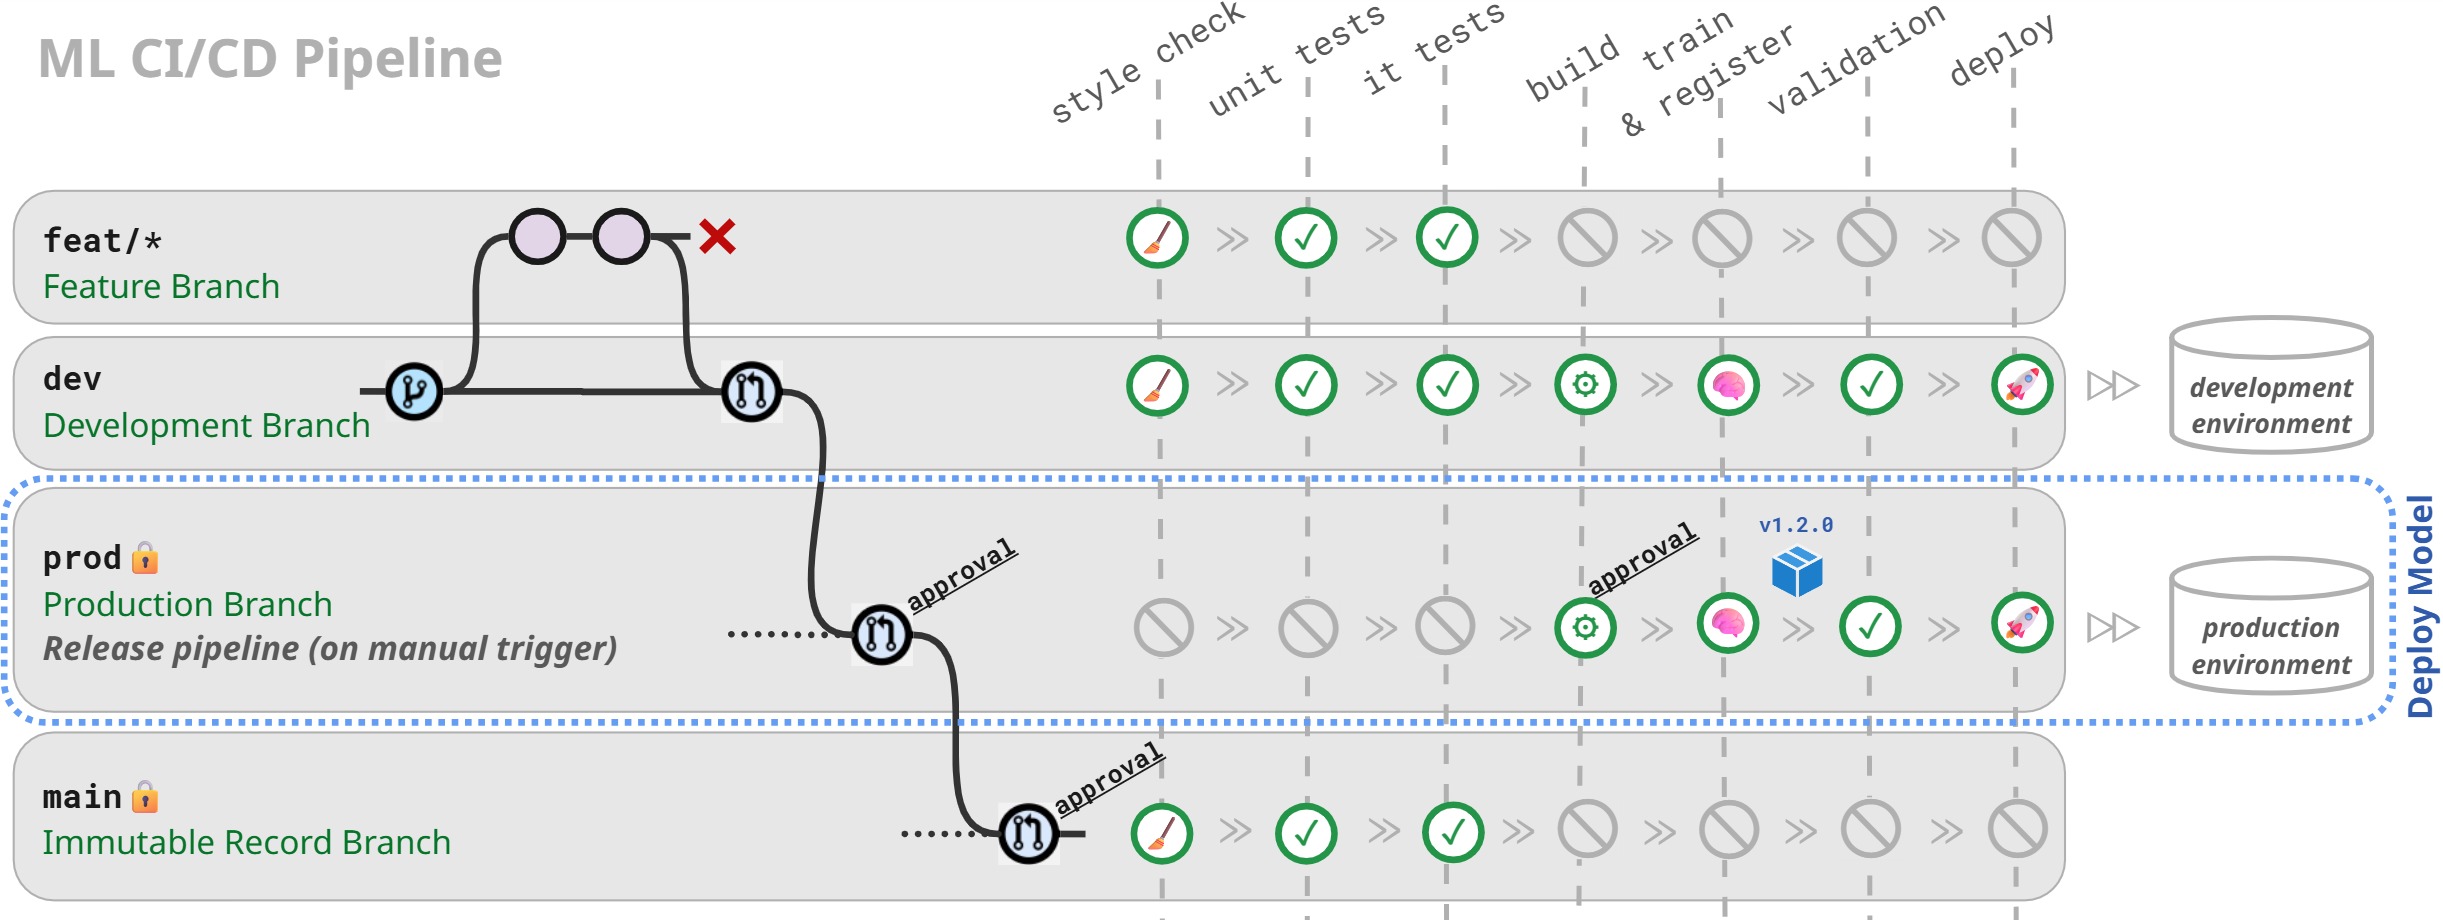 ML CI/CD Pipeline
style check
unit tests
it tests
build
train
& register
validation
deploy
feat/*
Feature Branch
dev
Development Branch
development
environment
prod
Production Branch
Release pipeline (on manual trigger)
approval
approval
v1.2.0
production
environment
Deploy Model
main
Immutable Record Branch
approval